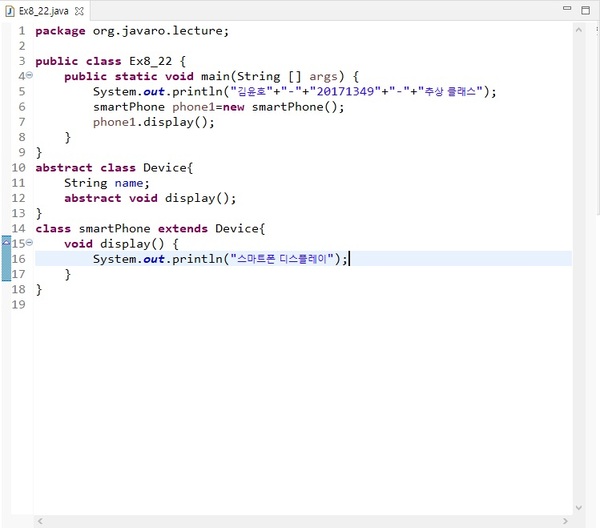 Ex8_22.java
1 package org.javaro.lecture;
2
3 public class Ex8_22 {
4 public static void main(String [] args) {
5 System.out.println("김윤호"+"-"+"20171349"+"-"+"추상 클래스");
6 smartPhone phone1=new smartPhone();
7 phone1.display();
8 }
9 }
10 abstract class Device{
11 String name;
12 abstract void display();
13 }
14 class smartPhone extends Device{
15 void display() {
16 System.out.println("스마트폰 디스플레이");
17 }
18 }
19